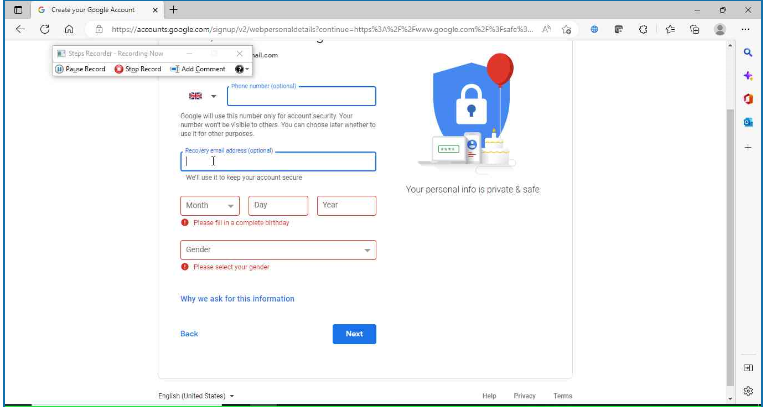 Create your Google Account
https://accounts.google.com/signup/v2/webpersonaldetails?continue=https%3A%2F%2Fwww.google.com%2F%3Fsafe%3...
Steps Recorder - Recording Now
Pause Record Stop Record Add Comment
Phone number (optional)
Google will use this number only for account security. Your
number won't be visible to others. You can choose later whether to
use it for other purposes.
Recovery email address (optional)
We'll use it to keep your account secure
Your personal info is private & safe
Month Day Year
Please fill in a complete birthday
Gender
Please select your gender
Why we ask for this information
Back Next
English (United States) Help Privacy Terms